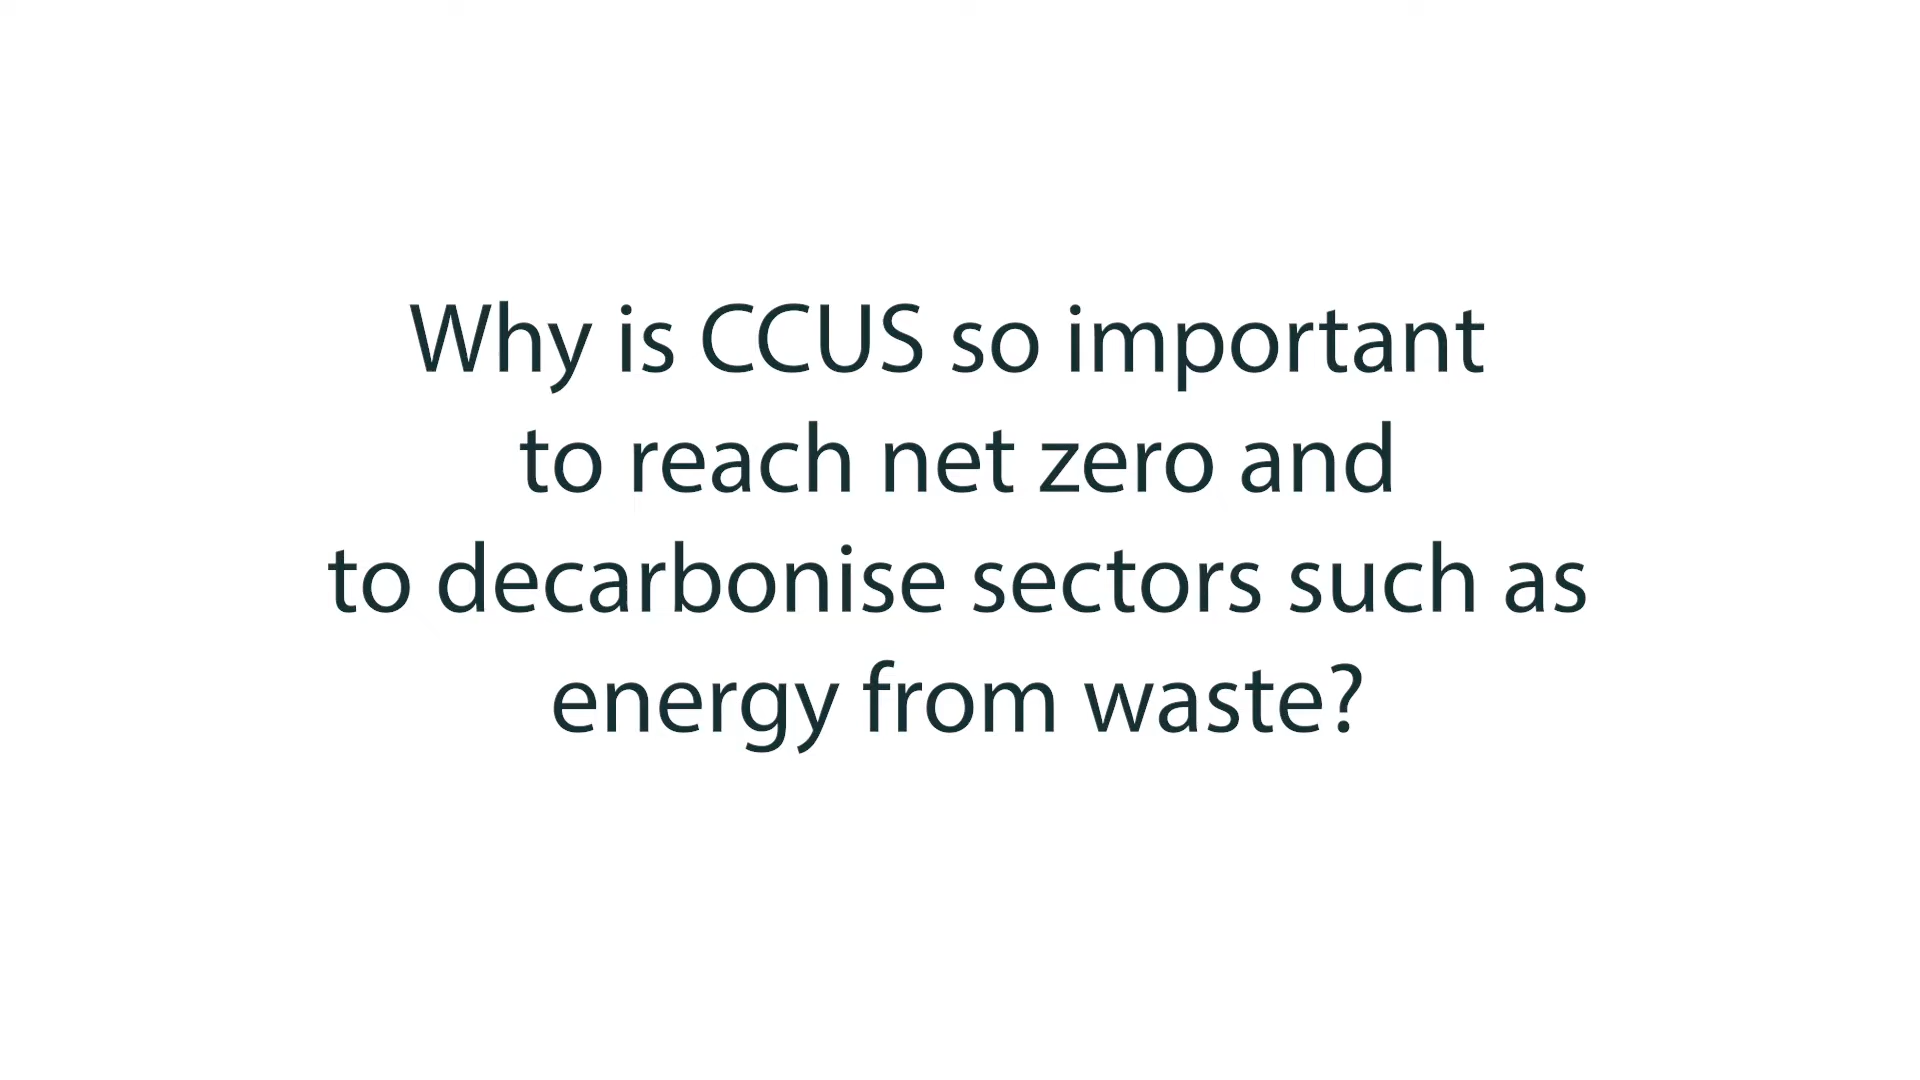 Why is CCUS so important
to reach net zero and
to decarbonise sectors such as
energy from waste?